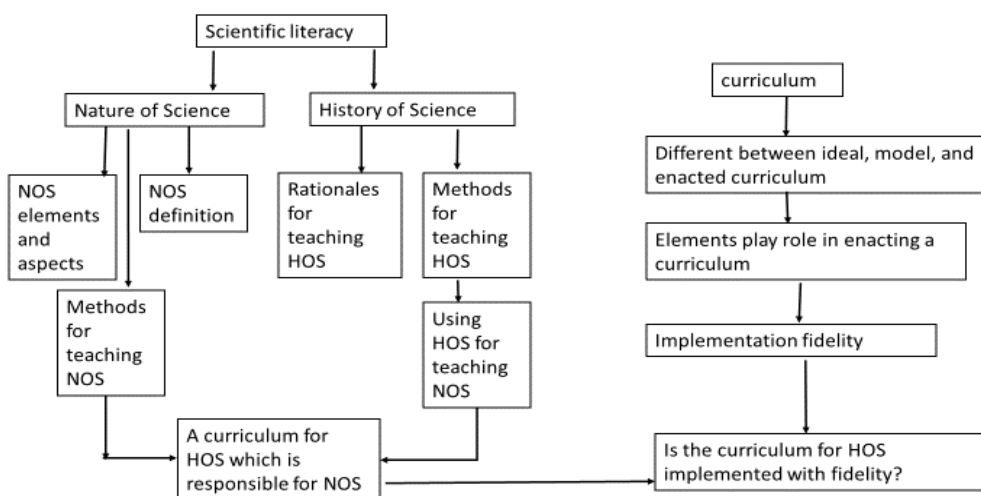 Scientific literacy
Nature of Science
History of Science
curriculum
NOS
elements
and
aspects
NOS
definition
Rationales
for
teaching
HOS
Methods
for
teaching
HOS
Different between ideal, model, and
enacted curriculum
Elements play role in enacting a
curriculum
Methods
for
teaching
NOS
Using
HOS for
teaching
NOS
Implementation fidelity
A curriculum for
HOS which is
responsible for NOS
Is the curriculum for HOS
implemented with fidelity?